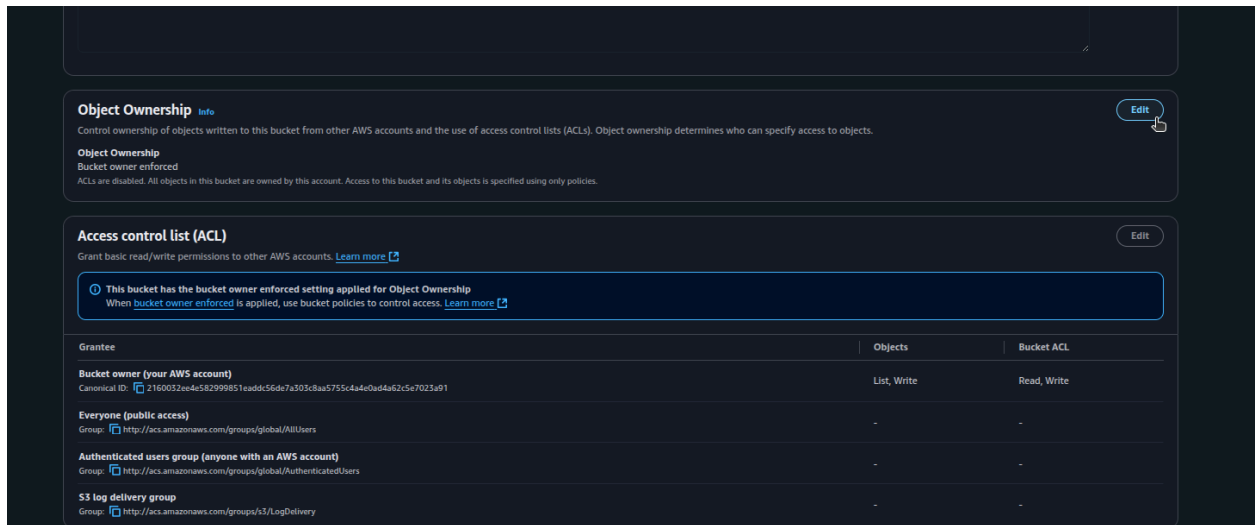 Object Ownership Info
Edit
Control ownership of objects written to this bucket from other AWS accounts and the use of access control lists (ACLs). Object ownership determines who can specify access to objects.
Object Ownership
Bucket owner enforced
ACLs are disabled. All objects in this bucket are owned by this account. Access to this bucket and its objects is specified using only policies.
Access control list (ACL)
Edit
Grant basic read/write permissions to other AWS accounts. Learn more
This bucket has the bucket owner enforced setting applied for Object Ownership
When bucket owner enforced is applied, use bucket policies to control access. Learn more
Grantee Objects Bucket ACL
Bucket owner (your AWS account)
Canonical ID: 2160032ee4e582999851eaddc56de7a303c8aa5755c4a4e0ad4a62c5e7023a91
List, Write Read, Write
Everyone (public access)
Group: http://acs.amazonaws.com/groups/global/AllUsers
- -
Authenticated users group (anyone with an AWS account)
Group: http://acs.amazonaws.com/groups/global/AuthenticatedUsers
- -
S3 log delivery group
Group: http://acs.amazonaws.com/groups/s3/LogDelivery
- -